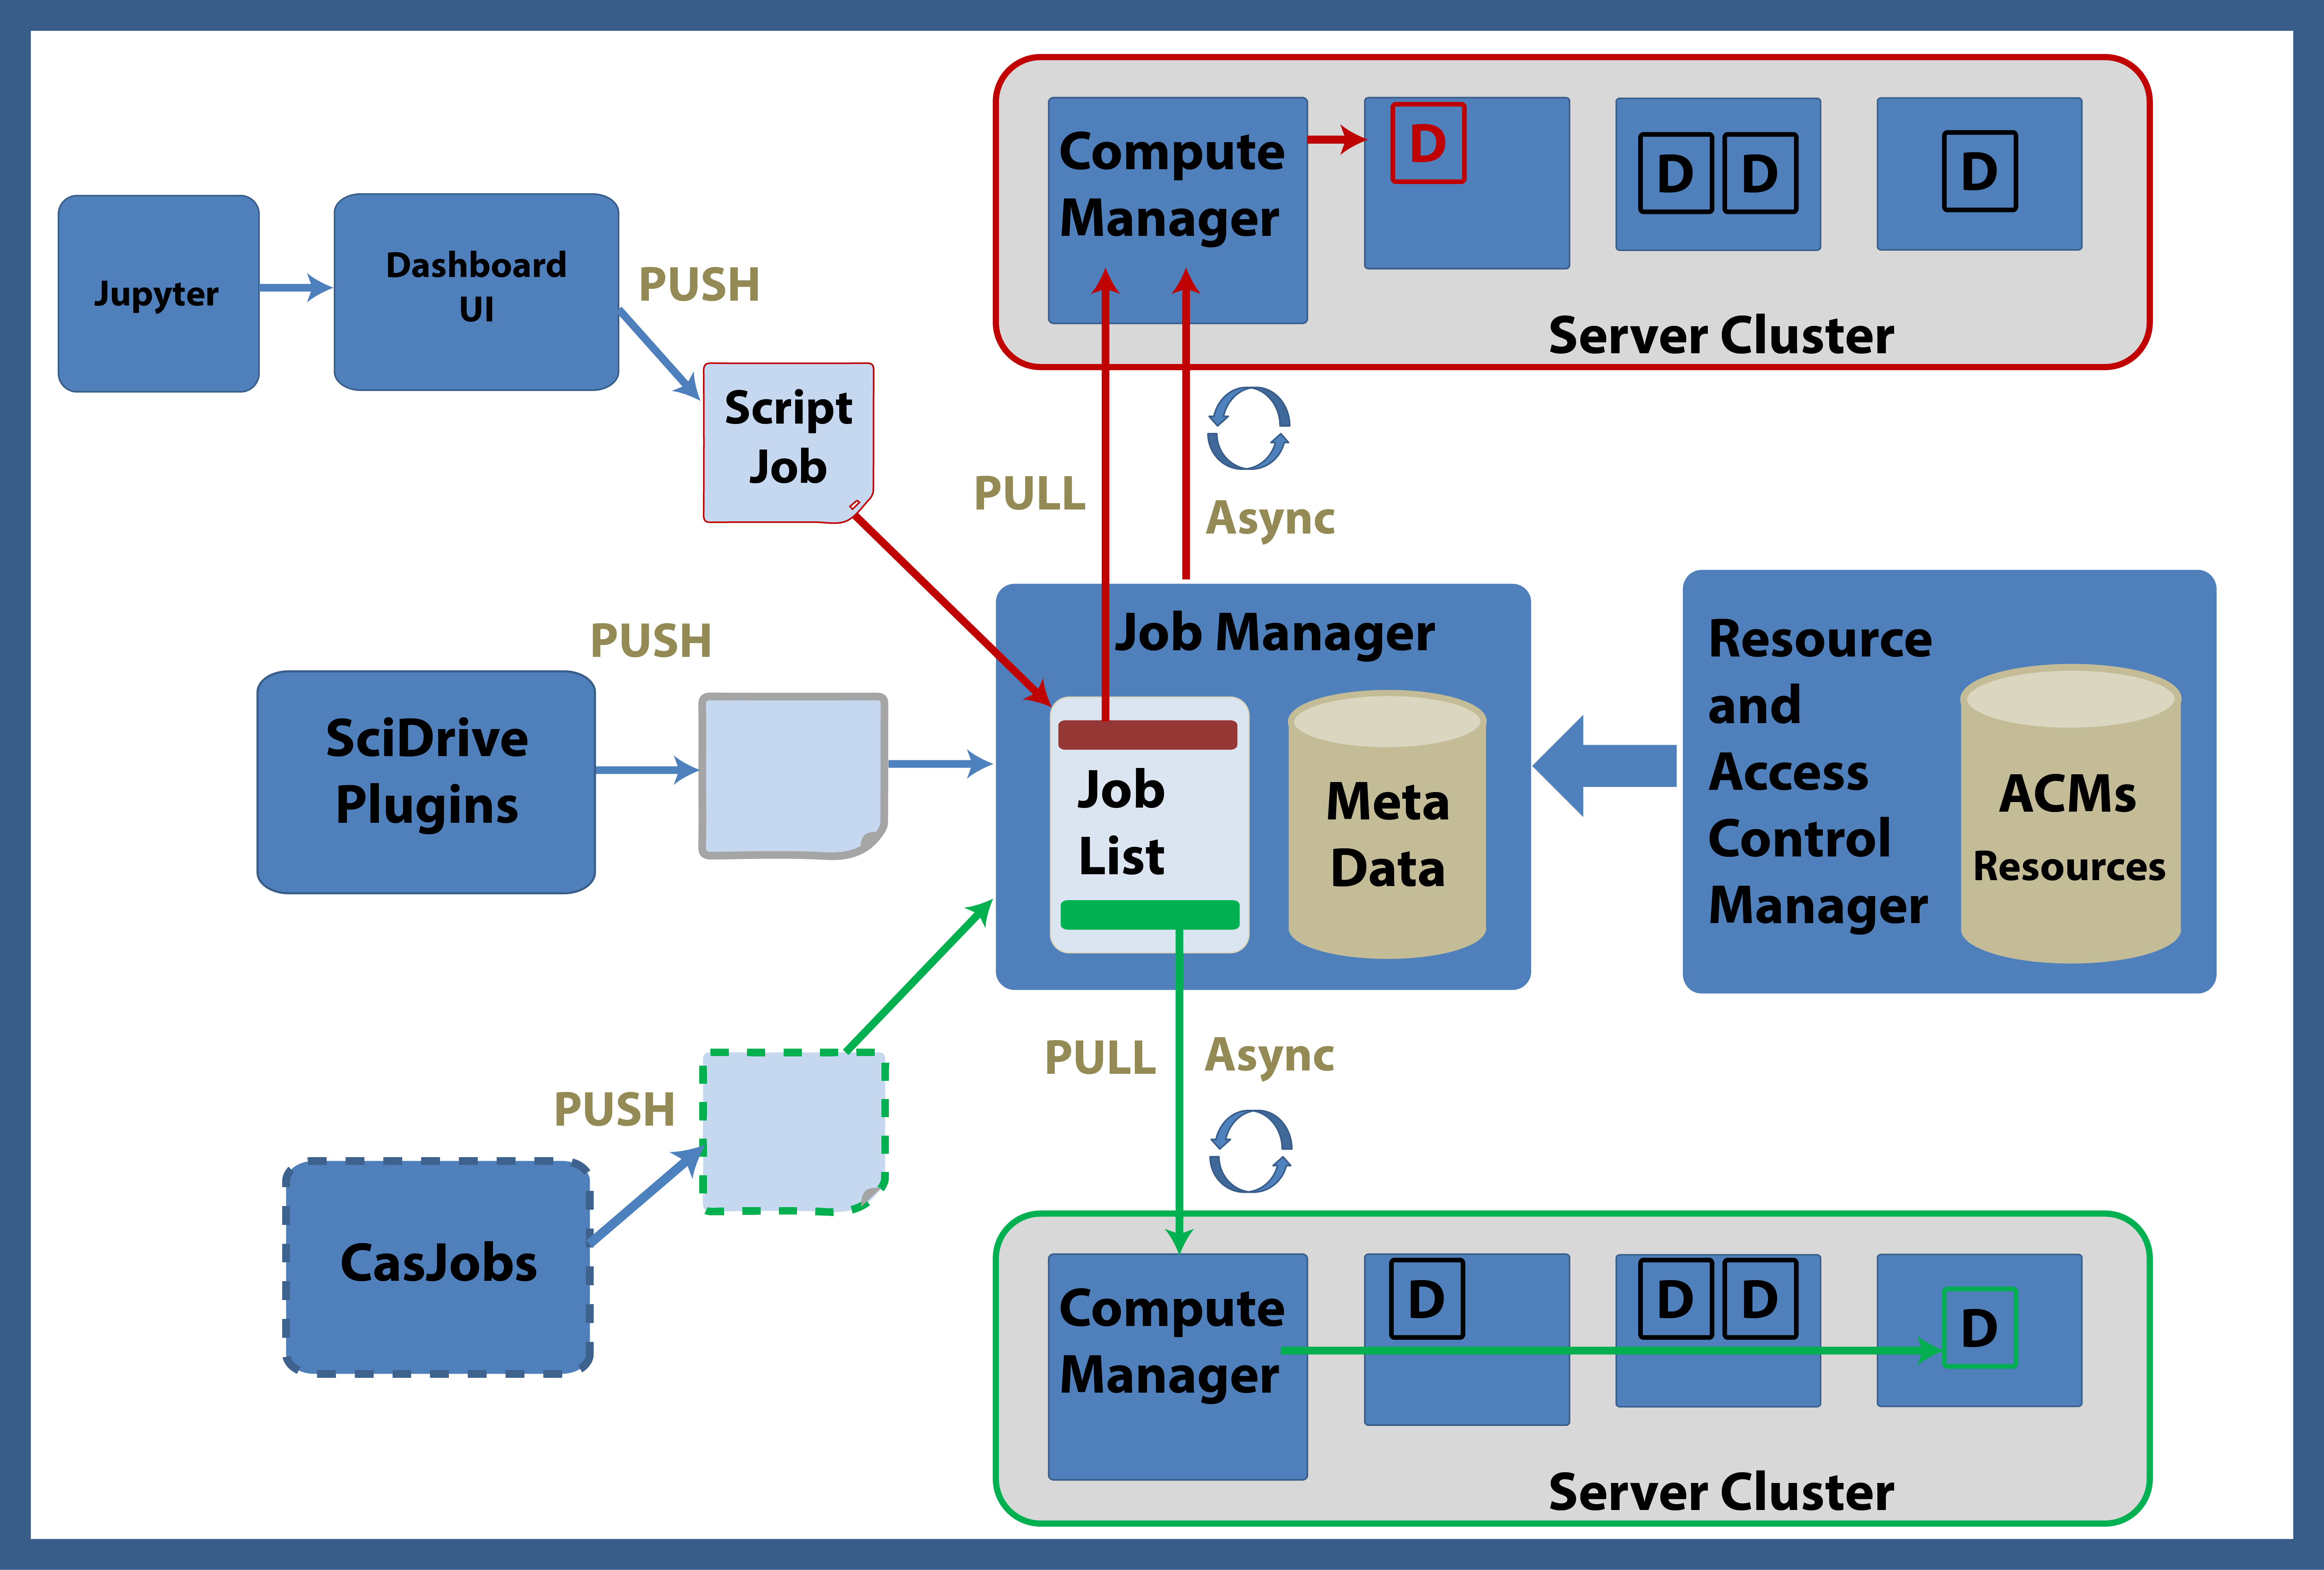 Compute
Manager
D
D
D
D
Server Cluster
Jupyter
Dashboard
UI
PUSH
Script
Job
PULL
Async
PUSH
SciDrive
Plugins
Job Manager
Job
List
Meta
Data
Resource
and
Access
Control
Manager
ACMs
Resources
PULL
Async
PUSH
CasJobs
Compute
Manager
D
D
D
D
Server Cluster